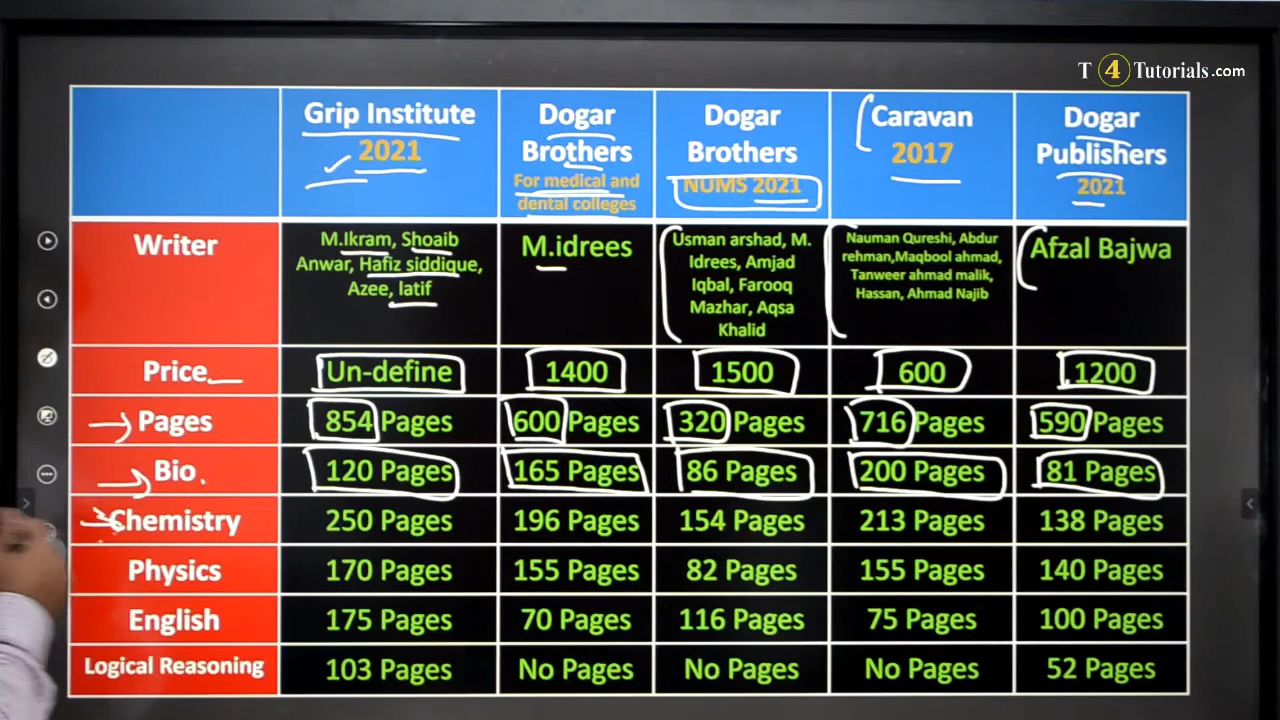 T 4 Tutorials.com
Grip Institute
2021
Dogar
Brothers
For medical and
dental colleges
Dogar
Brothers
NUMS 2021
Caravan
2017
Dogar
Publishers
2021
Writer
M.Ikram, Shoaib
Anwar, Hafiz siddique,
Azee, latif
M.idrees
Usman arshad, M.
Idrees, Amjad
Iqbal, Farooq
Mazhar, Aqsa
Khalid
Nauman Qureshi, Abdur
rehman,Maqbool ahmad,
Tanweer ahmad malik,
Hassan, Ahmad Najib
Afzal Bajwa
Price
Un-define
1400
1500
600
1200
Pages
854 Pages
600 Pages
320 Pages
716 Pages
590 Pages
Bio
120 Pages
165 Pages
86 Pages
200 Pages
81 Pages
Chemistry
250 Pages
196 Pages
154 Pages
213 Pages
138 Pages
Physics
170 Pages
155 Pages
82 Pages
155 Pages
140 Pages
English
175 Pages
70 Pages
116 Pages
75 Pages
100 Pages
Logical Reasoning
103 Pages
No Pages
No Pages
No Pages
52 Pages